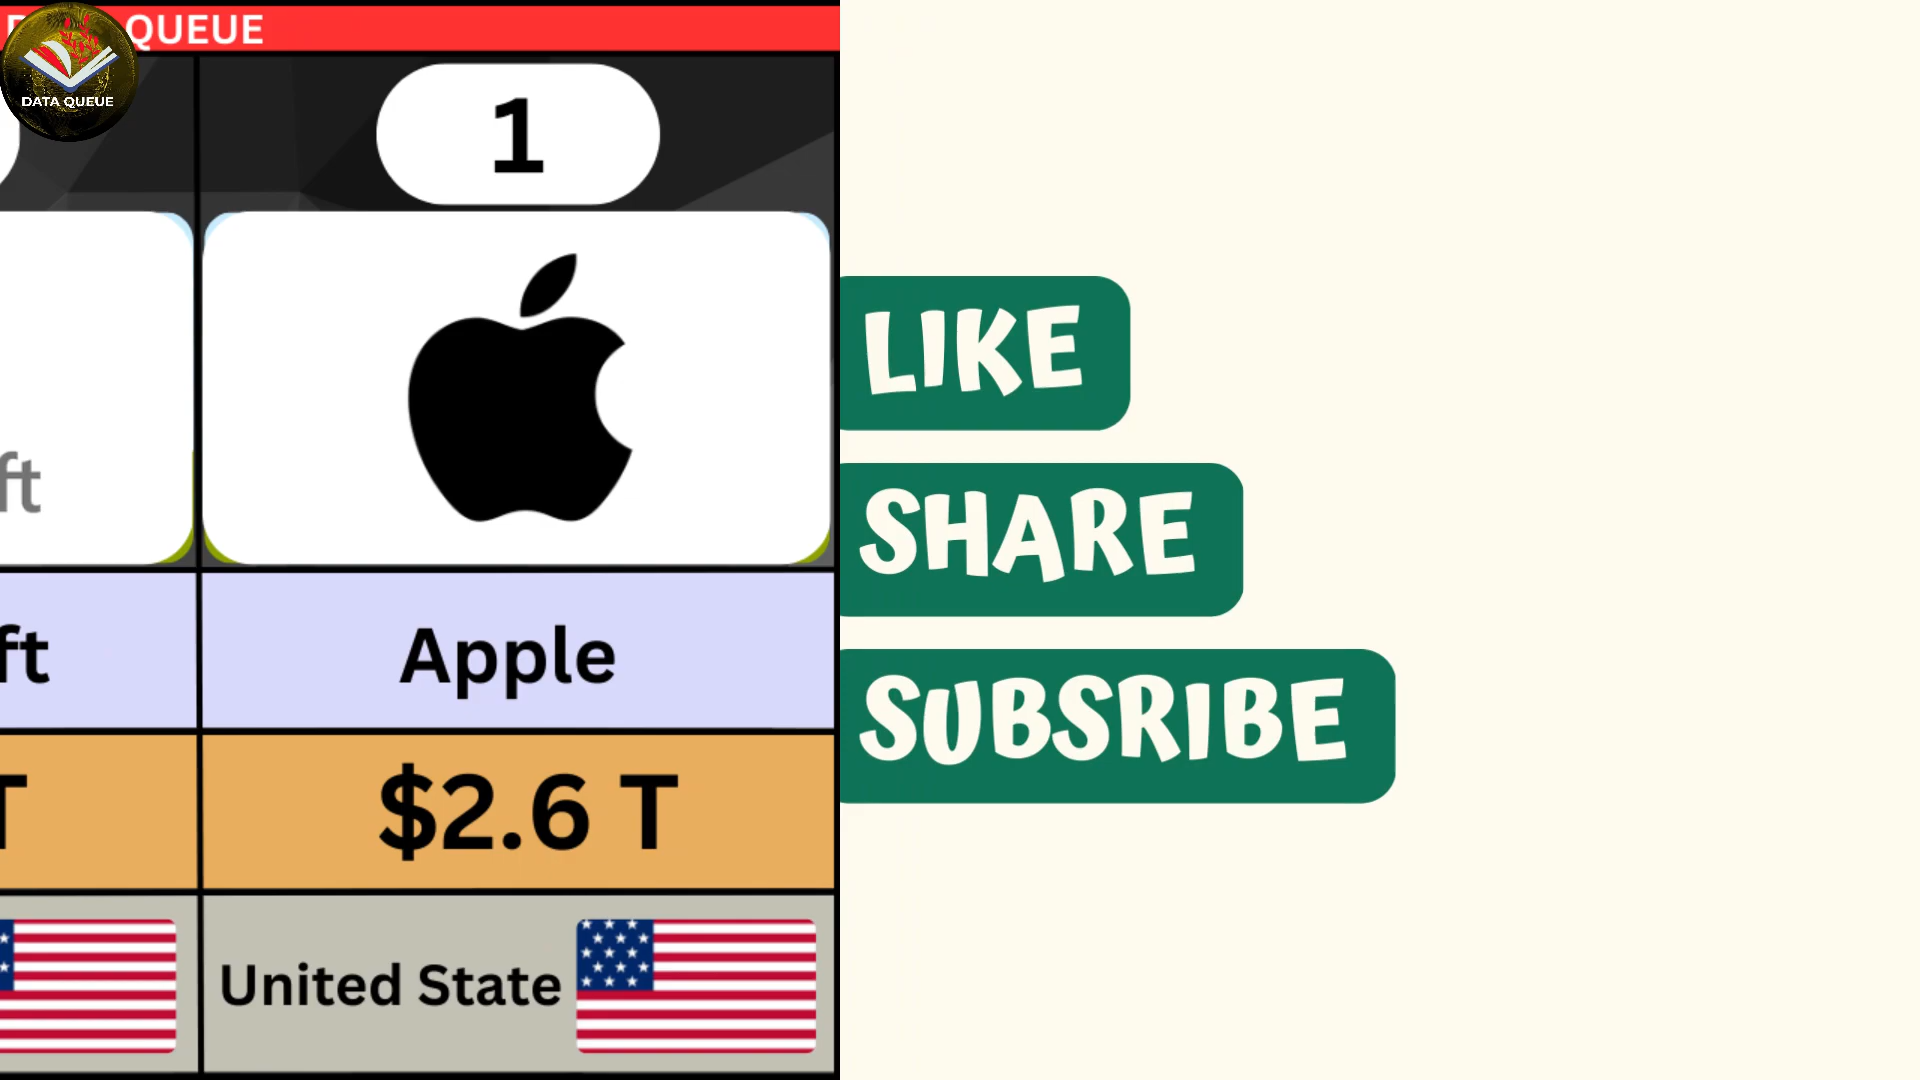 QUEUE
DATA QUEUE
1
ft
ft
Apple
T
$2.6 T
United State
LIKE
SHARE
SUBSRIBE